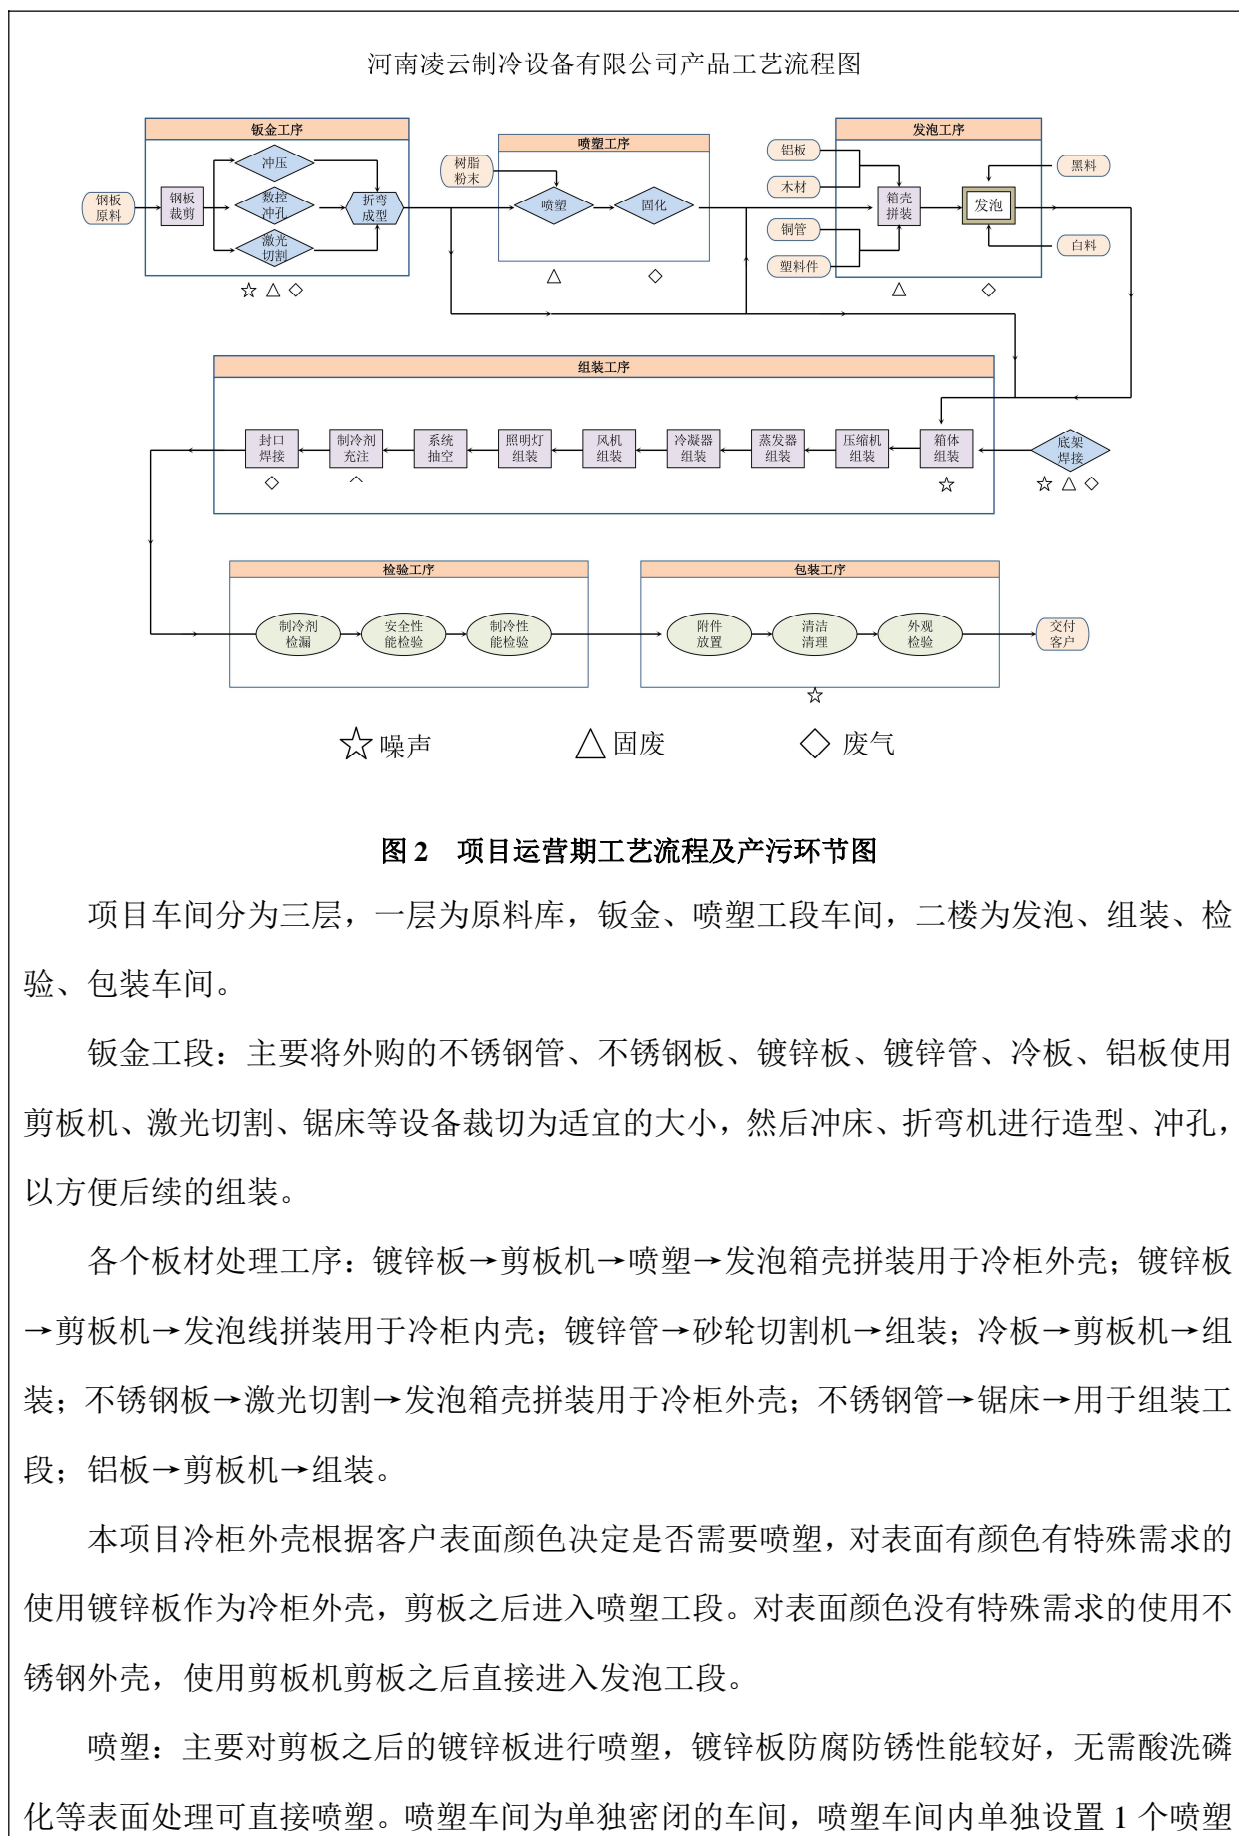 河南凌云制冷设备有限公司产品工艺流程图
钣金工序
喷塑工序
发泡工序
钢板
原料
钢板
裁剪
冲压
数控
冲孔
激光
切割
折弯
成型
树脂
粉末
喷塑
固化
铝板
木材
铜管
塑料件
箱壳
拼装
发泡
黑料
白料
组装工序
封口
焊接
制冷剂
充注
系统
抽空
照明灯
组装
风机
组装
冷凝器
组装
蒸发器
组装
压缩机
组装
箱体
组装
底架
焊接
检验工序
包装工序
制冷剂
检漏
安全性
能检验
制冷性
能检验
附件
放置
清洁
清理
外观
检验
交付
客户
噪声
固废
废气
图 2 项目运营期工艺流程及产污环节图
项目车间分为三层，一层为原料库，钣金、喷塑工段车间，二楼为发泡、组装、检
验、包装车间。
钣金工段：主要将外购的不锈钢管、不锈钢板、镀锌板、镀锌管、冷板、铝板使用
剪板机、激光切割、锯床等设备裁切为适宜的大小，然后冲床、折弯机进行造型、冲孔，
以方便后续的组装。
各个板材处理工序：镀锌板→剪板机→喷塑→发泡箱壳拼装用于冷柜外壳；镀锌板
→剪板机→发泡线拼装用于冷柜内壳；镀锌管→砂轮切割机→组装；冷板→剪板机→组
装；不锈钢板→激光切割→发泡箱壳拼装用于冷柜外壳；不锈钢管→锯床→用于组装工
段；铝板→剪板机→组装。
本项目冷柜外壳根据客户表面颜色决定是否需要喷塑，对表面有颜色有特殊需求的
使用镀锌板作为冷柜外壳，剪板之后进入喷塑工段。对表面颜色没有特殊需求的使用不
锈钢外壳，使用剪板机剪板之后直接进入发泡工段。
喷塑：主要对剪板之后的镀锌板进行喷塑，镀锌板防腐防锈性能较好，无需酸洗磷
化等表面处理可直接喷塑。喷塑车间为单独密闭的车间，喷塑车间内单独设置 1 个喷塑